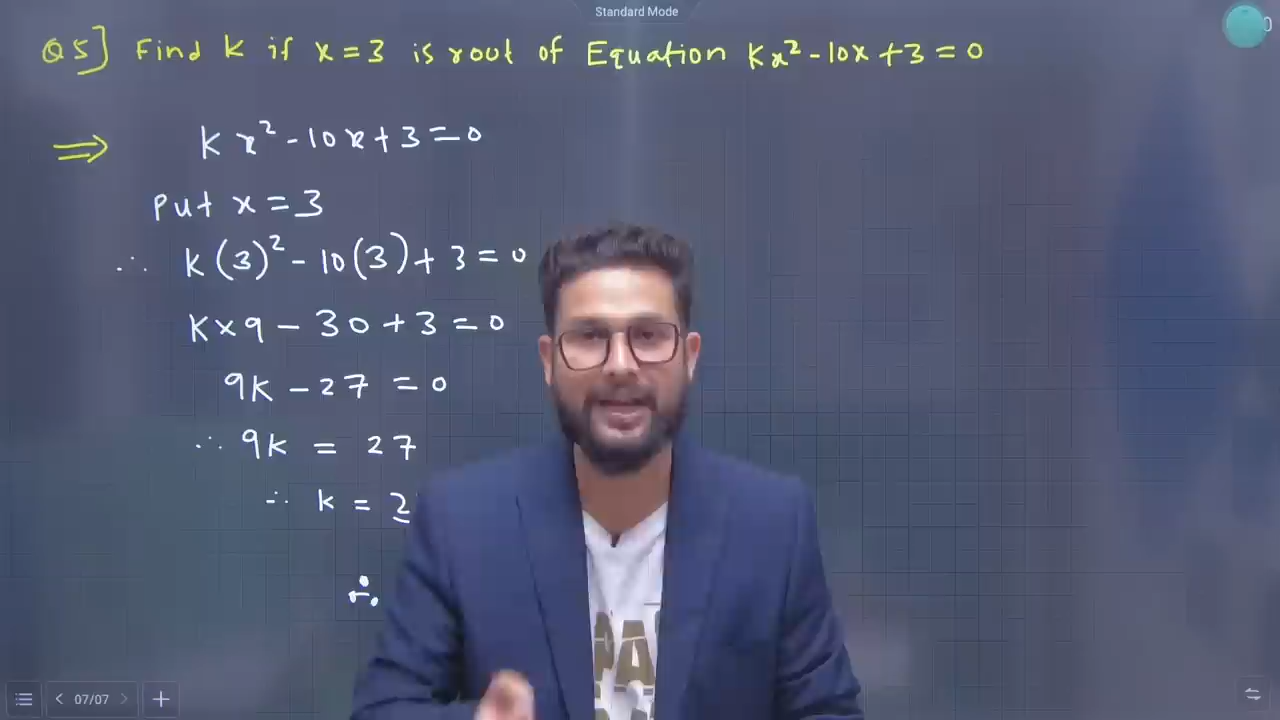 Standard Mode
Q5] Find k if x = 3 is root of Equation Kx² - 10x + 3 = 0
⇒ Kx² - 10x + 3 = 0
Put x = 3
∴ K(3)² - 10(3) + 3 = 0
K×9 - 30 + 3 = 0
9K - 27 = 0
∴ 9K = 27
∴ K = 2
∴
07/07